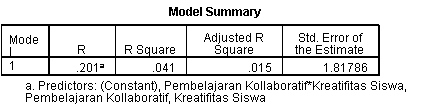 Model Summary
Mode
l R R Square Adjusted R
Square Std. Error of
the Estimate
1 .201a .041 .015 1.81786
a. Predictors: (Constant), Pembelajaran Kollaboratif*Kreatifitas Siswa,
Pembelajaran Kollaboratif, Kreatifitas Siswa